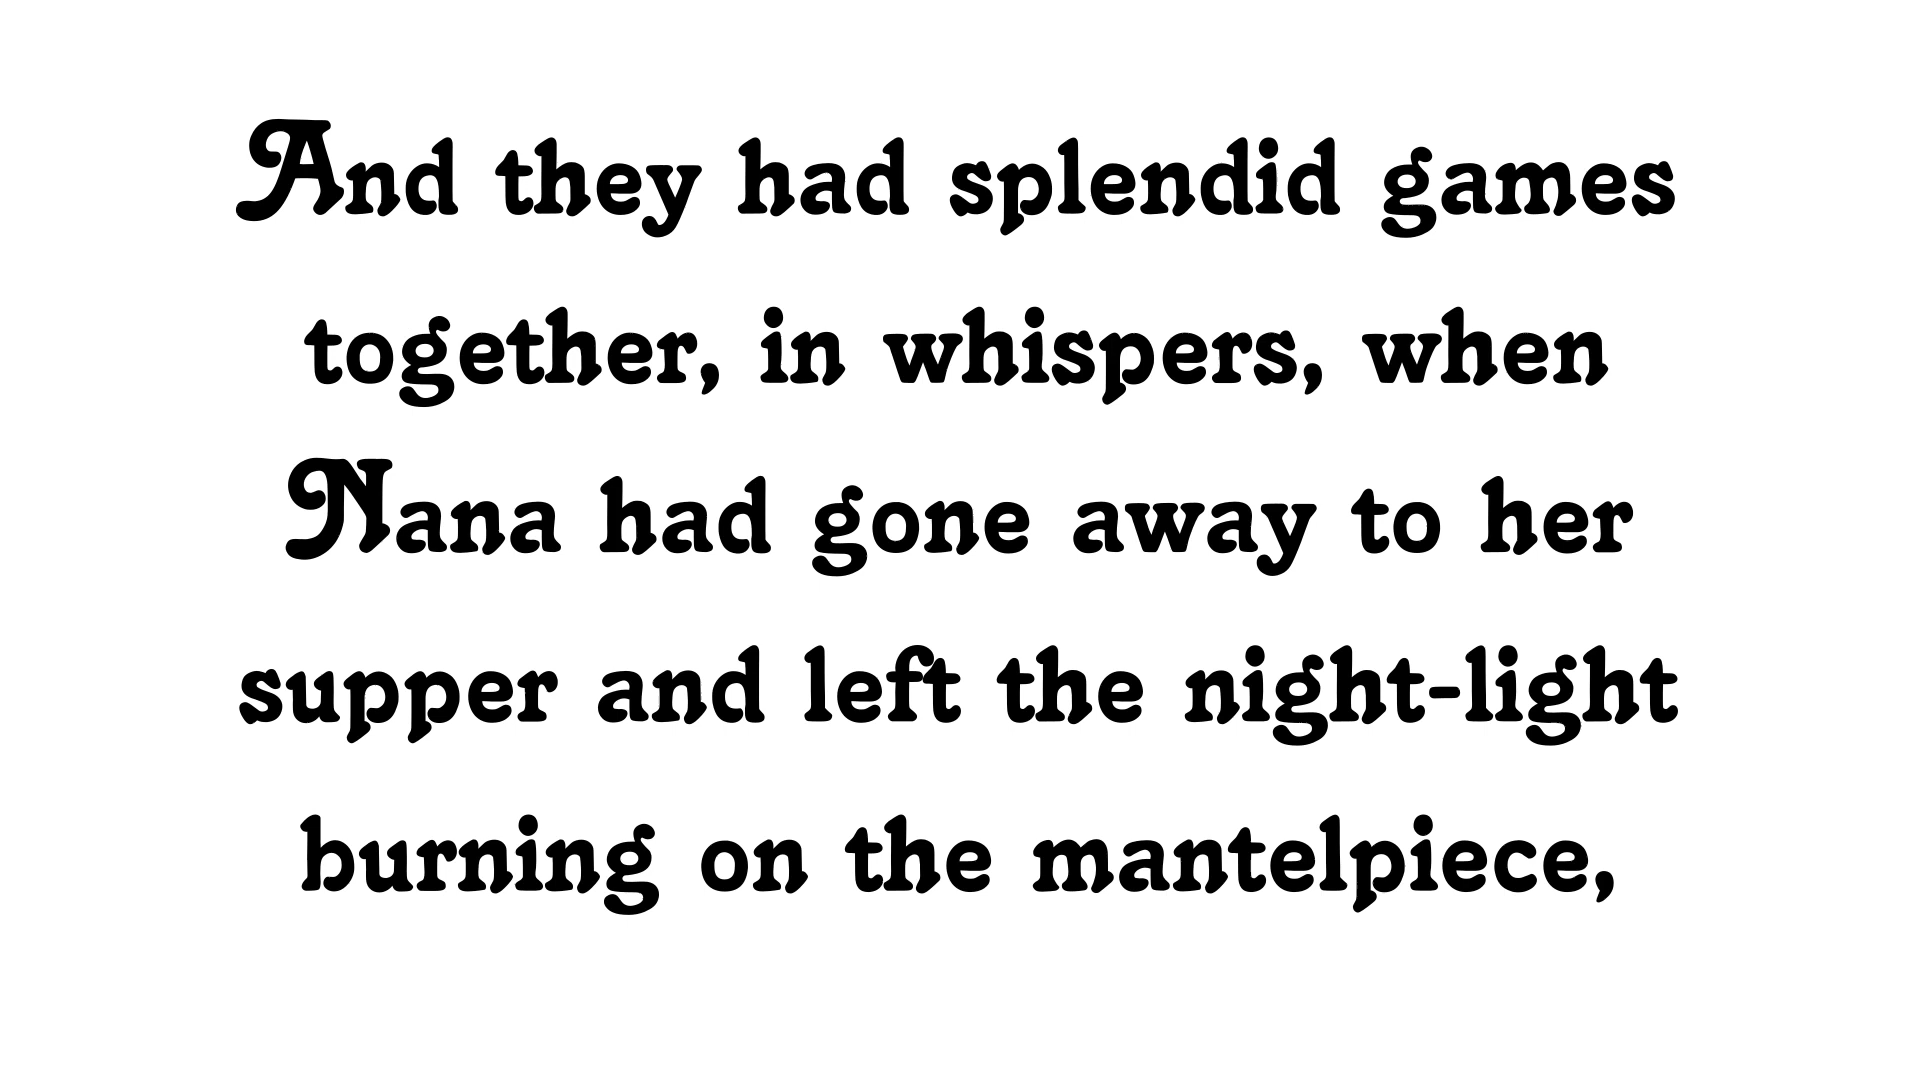 And they had splendid games
together, in whispers, when
Nana had gone away to her
supper and left the night-light
burning on the mantelpiece,